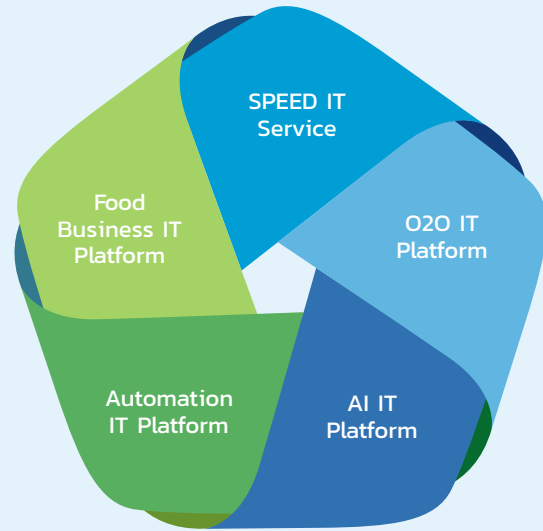 SPEED IT
Service
O2O IT
Platform
AI IT
Platform
Automation
IT Platform
Food
Business IT
Platform